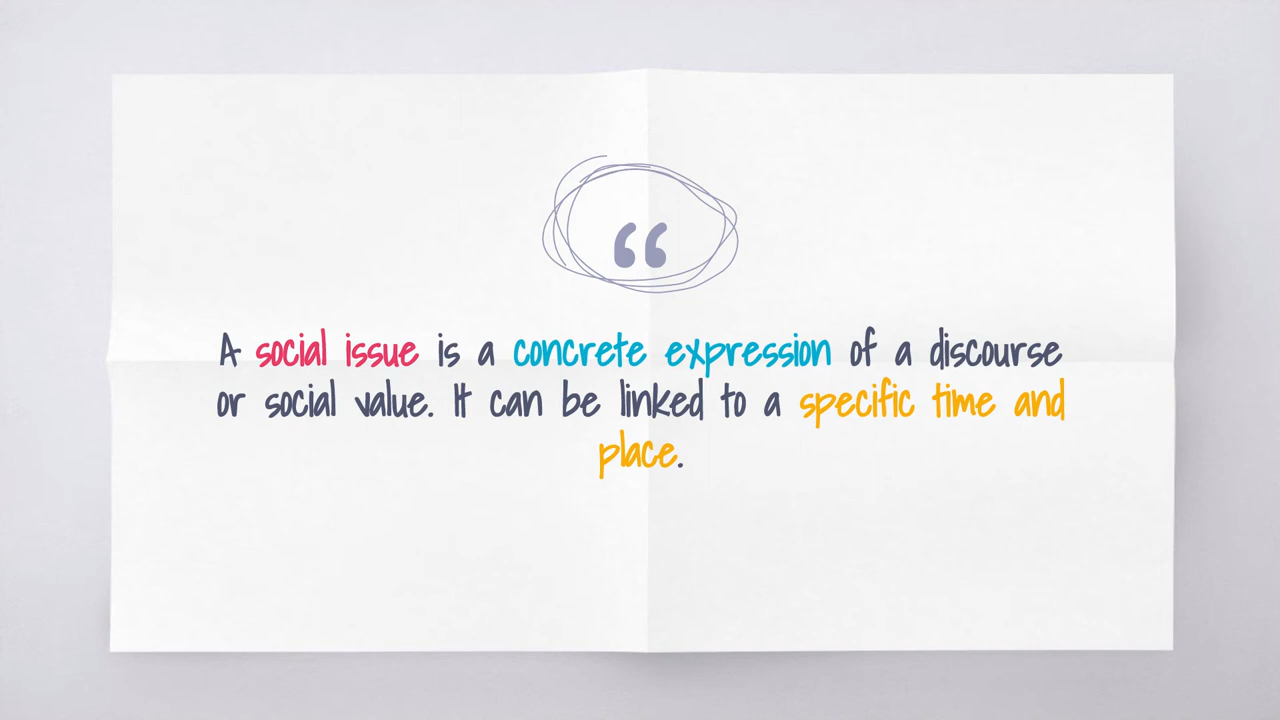 “
A social issue is a concrete expression of a discourse
or social value. It can be linked to a specific time and
place.